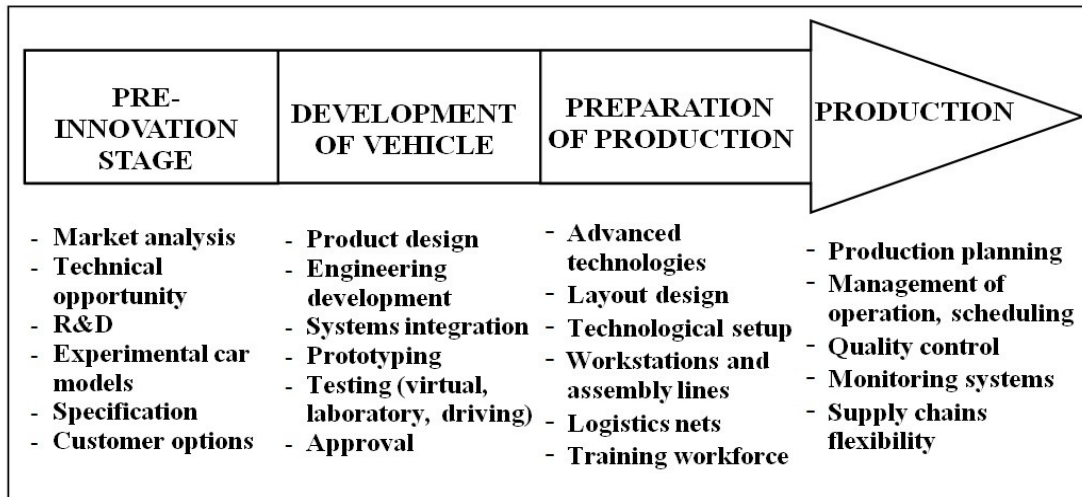 PRE-
INNOVATION
STAGE
DEVELOPMENT
OF VEHICLE
PREPARATION
OF PRODUCTION
PRODUCTION
- Market analysis
- Technical
opportunity
- R&D
- Experimental car
models
- Specification
- Customer options
- Product design
- Engineering
development
- Systems integration
- Prototyping
- Testing (virtual,
laboratory, driving)
- Approval
- Advanced
technologies
- Layout design
- Technological setup
- Workstations and
assembly lines
- Logistics nets
- Training workforce
- Production planning
- Management of
operation, scheduling
- Quality control
- Monitoring systems
- Supply chains
flexibility